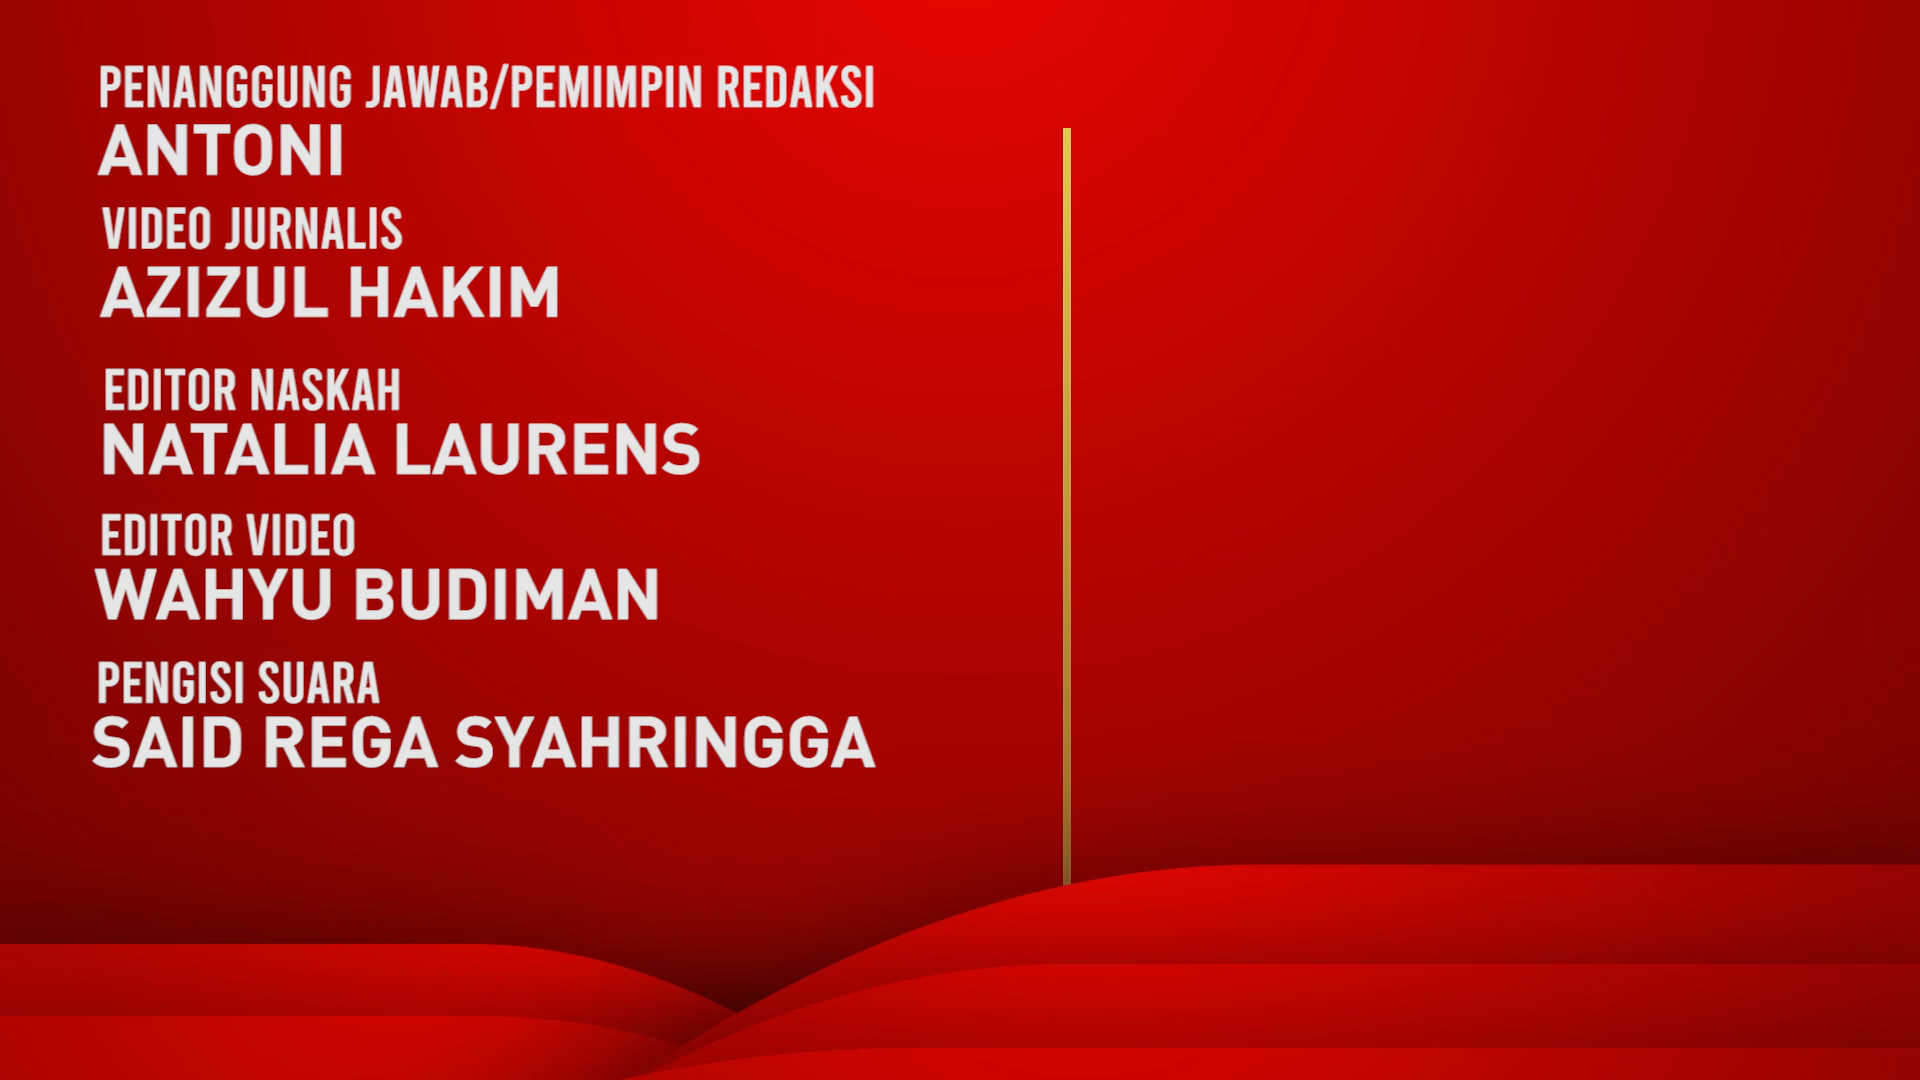 PENANGGUNG JAWAB/PEMIMPIN REDAKSI
ANTONI
VIDEO JURNALIS
AZIZUL HAKIM
EDITOR NASKAH
NATALIA LAURENS
EDITOR VIDEO
WAHYU BUDIMAN
PENGISI SUARA
SAID REGA SYAHRINGGA